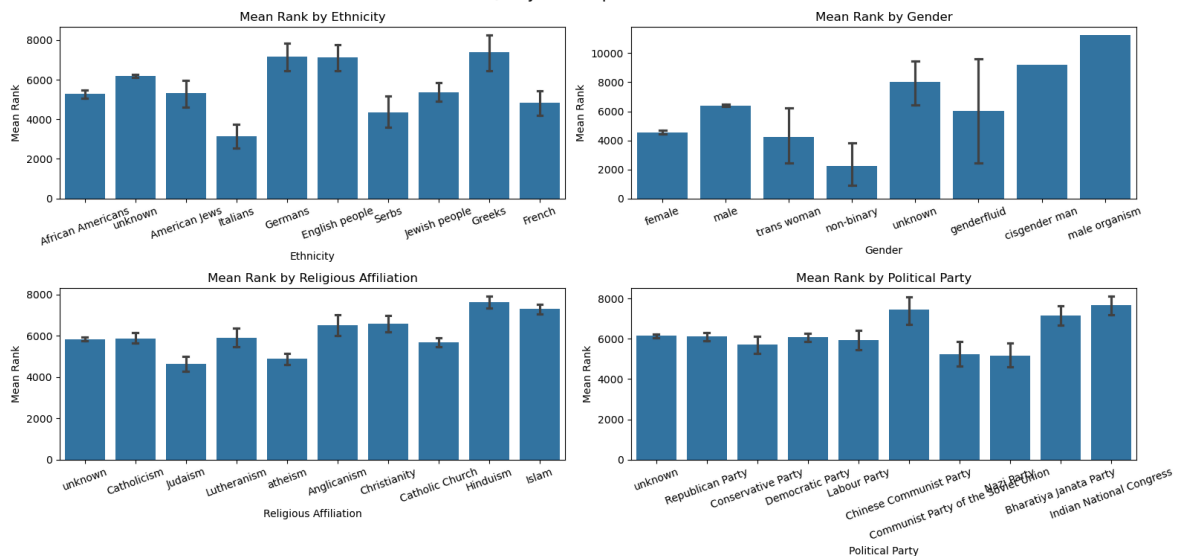 Mean Rank by Ethnicity
Mean Rank
8000
6000
4000
2000
0
African Americans
unknown
American Jews
Italians
Germans
English people
Serbs
Jewish people
Greeks
French
Ethnicity
Mean Rank by Gender
Mean Rank
10000
8000
6000
4000
2000
0
female
male
trans woman
non-binary
unknown
genderfluid
cisgender man
male organism
Gender
Mean Rank by Religious Affiliation
Mean Rank
8000
6000
4000
2000
0
unknown
Catholicism
Judaism
Lutheranism
atheism
Anglicanism
Christianity
Catholic Church
Hinduism
Islam
Religious Affiliation
Mean Rank by Political Party
Mean Rank
8000
6000
4000
2000
0
unknown
Republican Party
Conservative Party
Democratic Party
Labour Party
Chinese Communist Party
Communist Party of the Soviet Union
Nazi Party
Bharatiya Janata Party
Indian National Congress
Political Party